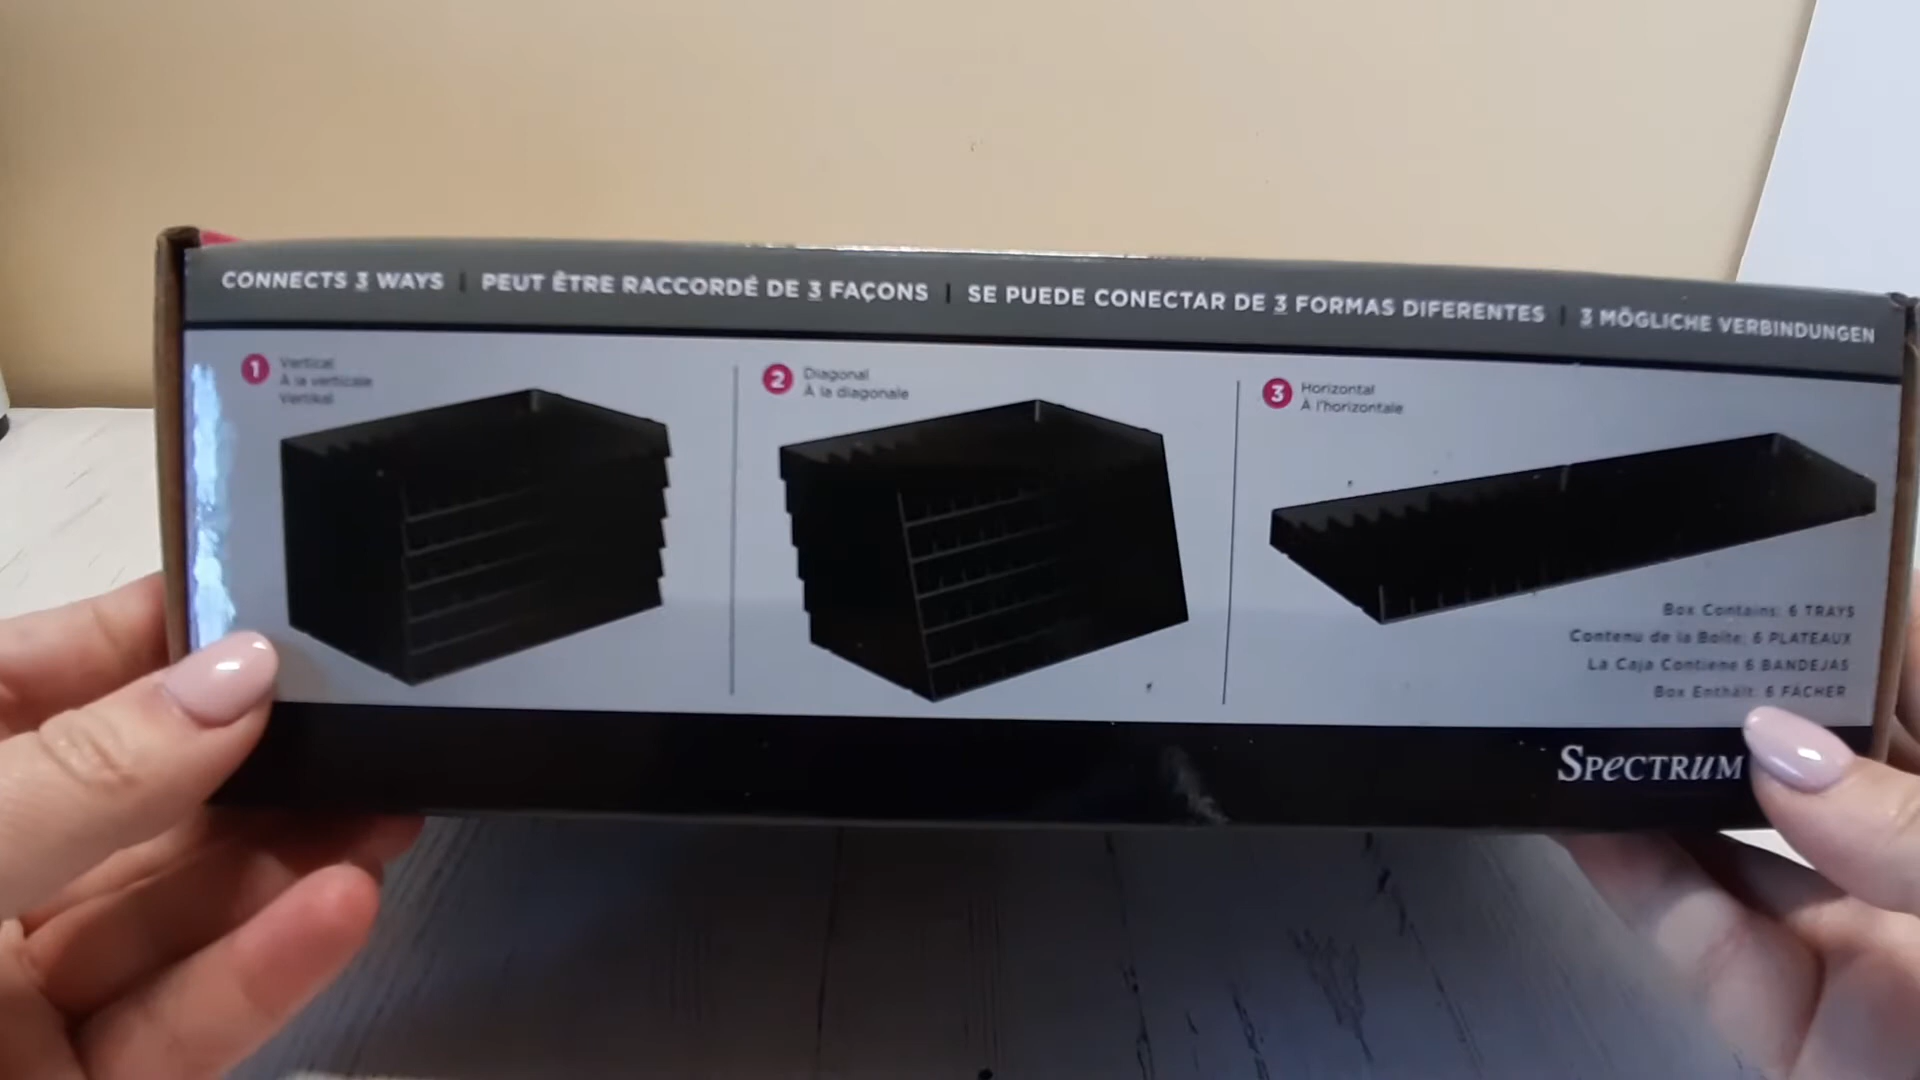 CONNECTS 3 WAYS | PEUT ÊTRE RACCORDÉ DE 3 FAÇONS | SE PUEDE CONECTAR DE 3 FORMAS DIFERENTES | 3 MÖGLICHE VERBINDUNGEN
1 Vertical
À la verticale
Vertikal
2 Diagonal
À la diagonale
3 Horizontal
À l'horizontale
Box Contains: 6 TRAYS
Contenu de la Boîte: 6 PLATEAUX
La Caja Contiene 6 BANDEJAS
Box Enthält: 6 FÄCHER
SPECTRUM